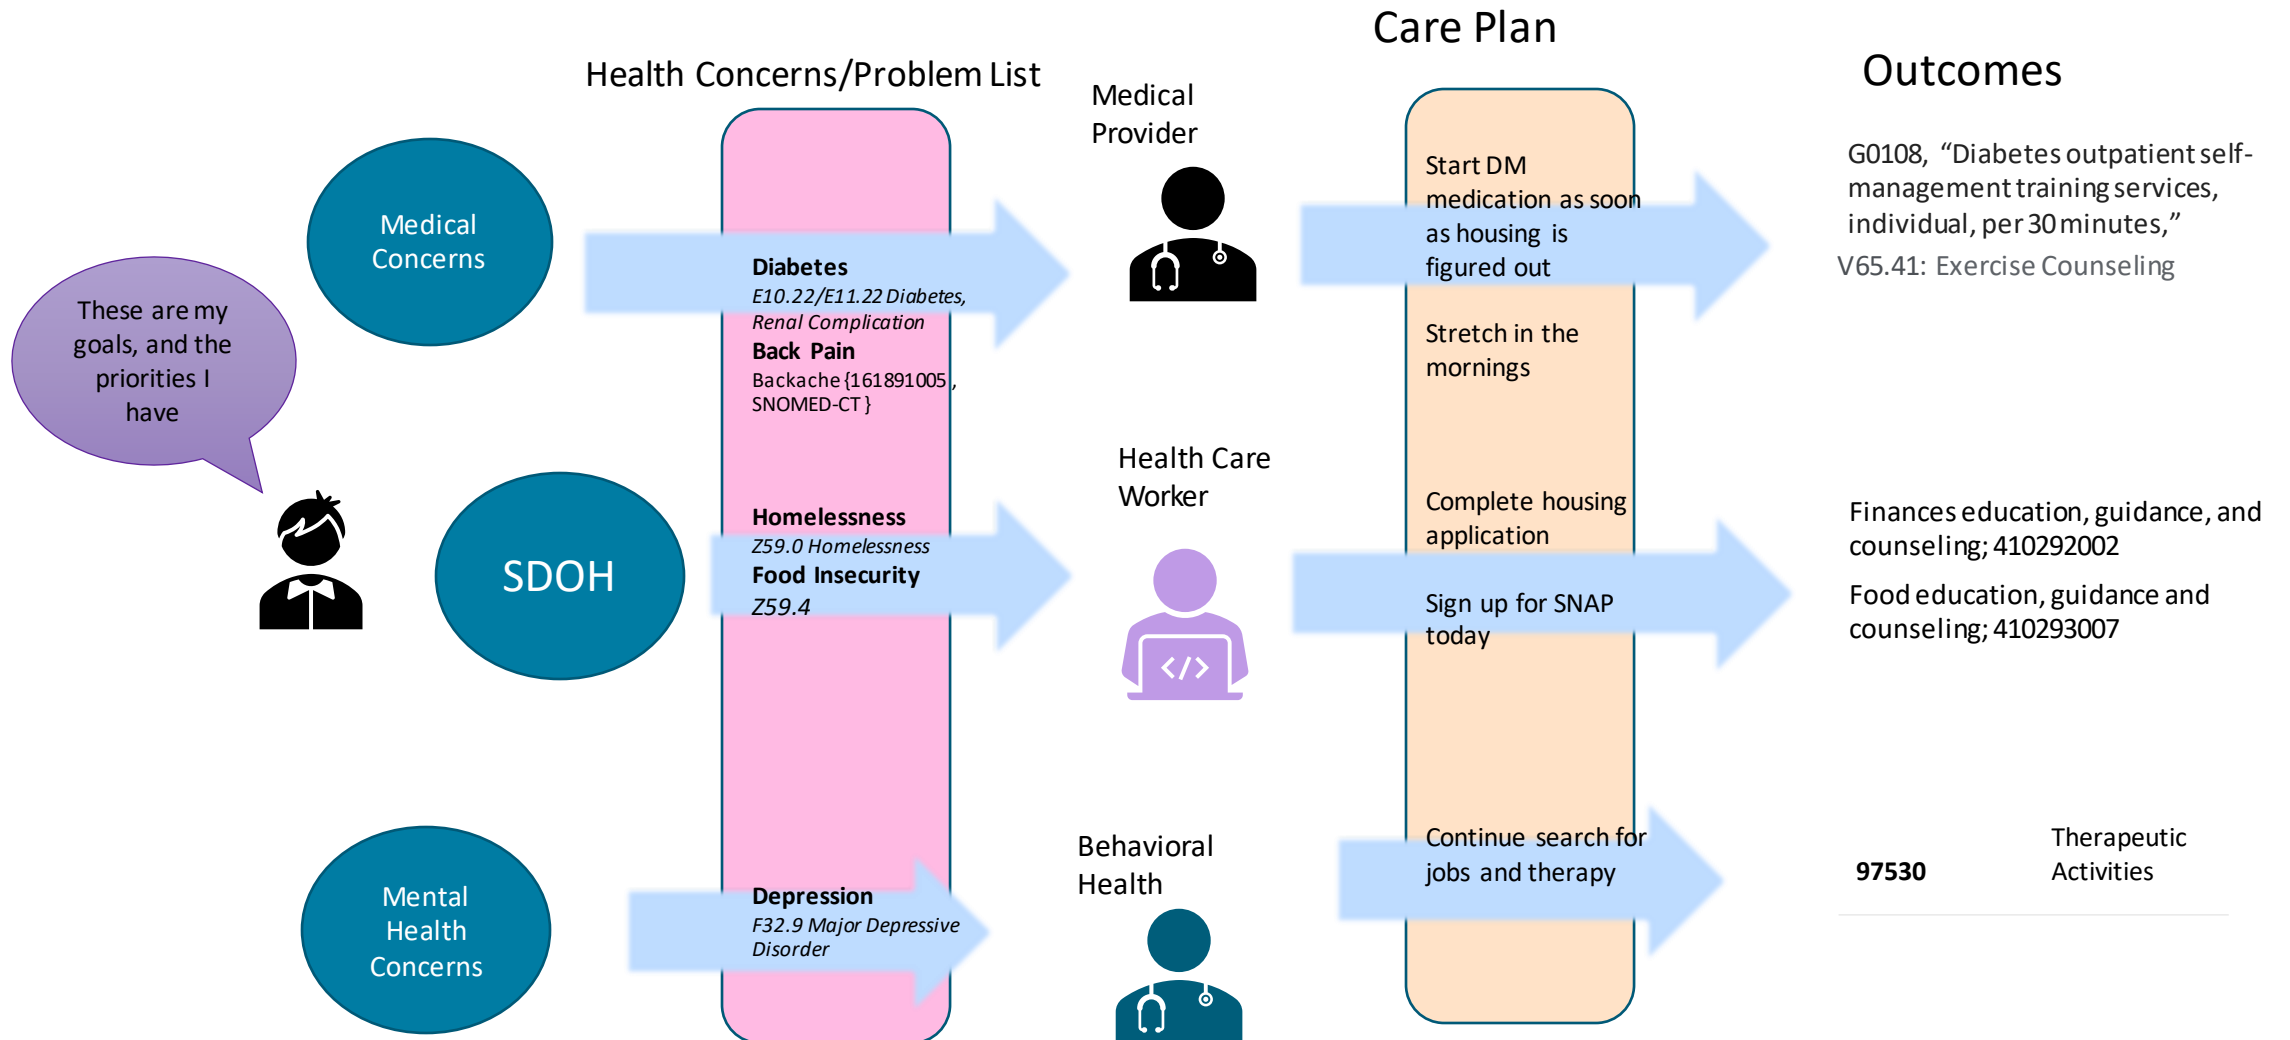 Care Plan
Health Concerns/Problem List
Outcomes
These are my
goals, and the
priorities I
have
Medical
Concerns
Diabetes
E10.22/E11.22 Diabetes,
Renal Complication
Back Pain
Backache {161891005 ,
SNOMED-CT }
Medical
Provider
Start DM
medication as soon
as housing is
figured out
Stretch in the
mornings
G0108, “Diabetes outpatient self-
management training services,
individual, per 30 minutes,”
V65.41: Exercise Counseling
SDOH
Homelessness
Z59.0 Homelessness
Food Insecurity
Z59.4
Health Care
Worker
</>
Complete housing
application
Sign up for SNAP
today
Finances education, guidance, and
counseling; 410292002
Food education, guidance and
counseling; 410293007
Mental
Health
Concerns
Depression
F32.9 Major Depressive
Disorder
Behavioral
Health
Continue search for
jobs and therapy
97530
Therapeutic
Activities